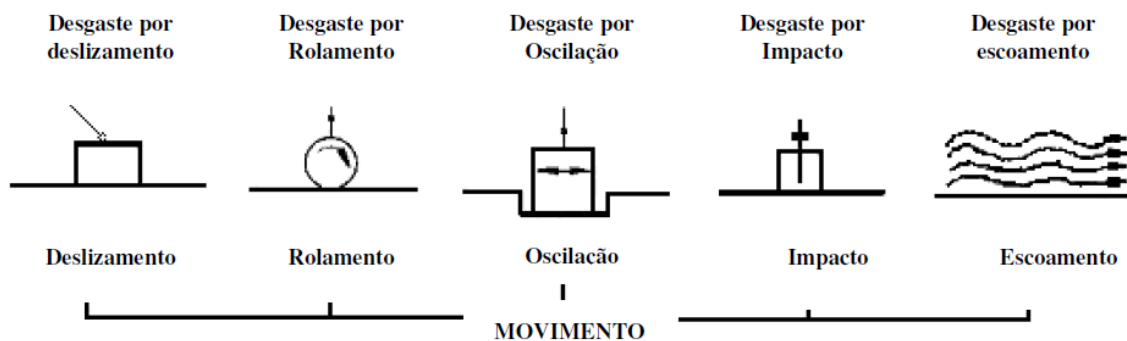 Desgaste por
deslizamento
Desgaste por
Rolamento
Desgaste por
Oscilação
Desgaste por
Impacto
Desgaste por
escoamento
Deslizamento
Rolamento
Oscilação
Impacto
Escoamento
MOVIMENTO